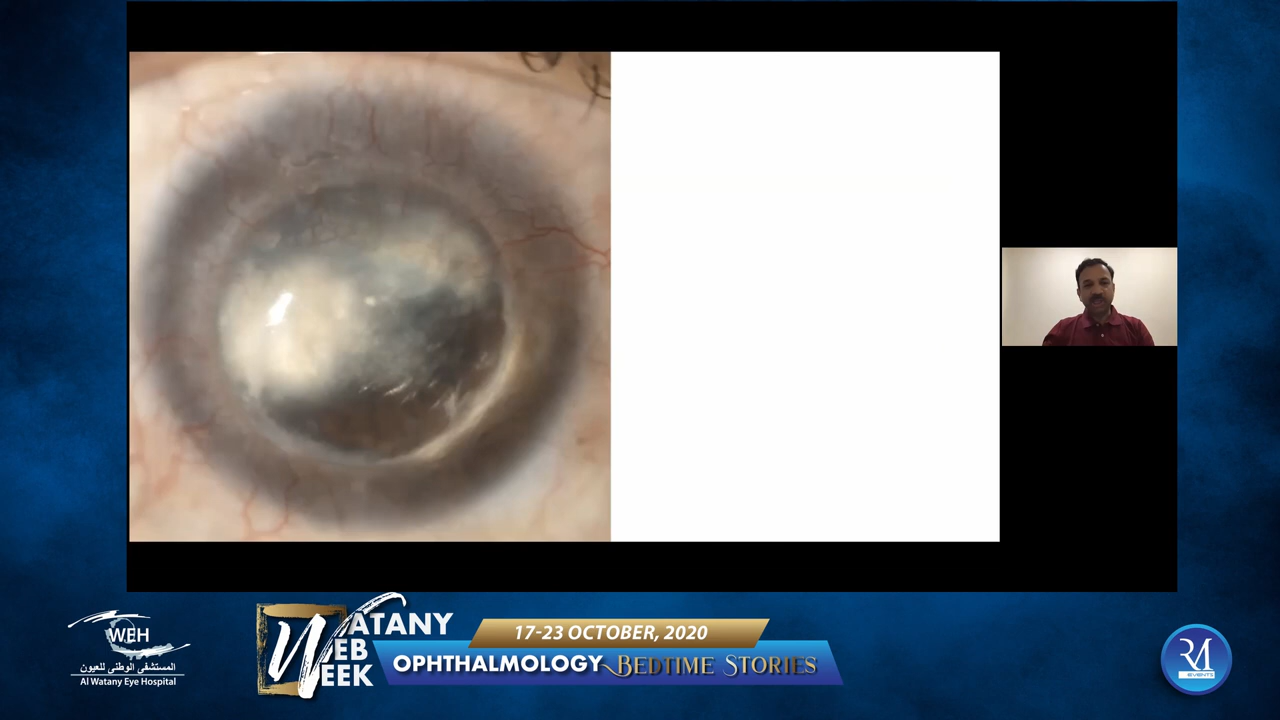 WEH
المستشفى الوطني للعيون
Al Watany Eye Hospital
WATANY
WEB
WEEK
17-23 OCTOBER, 2020
OPHTHALMOLOGY BEDTIME STORIES
RM
EVENTS